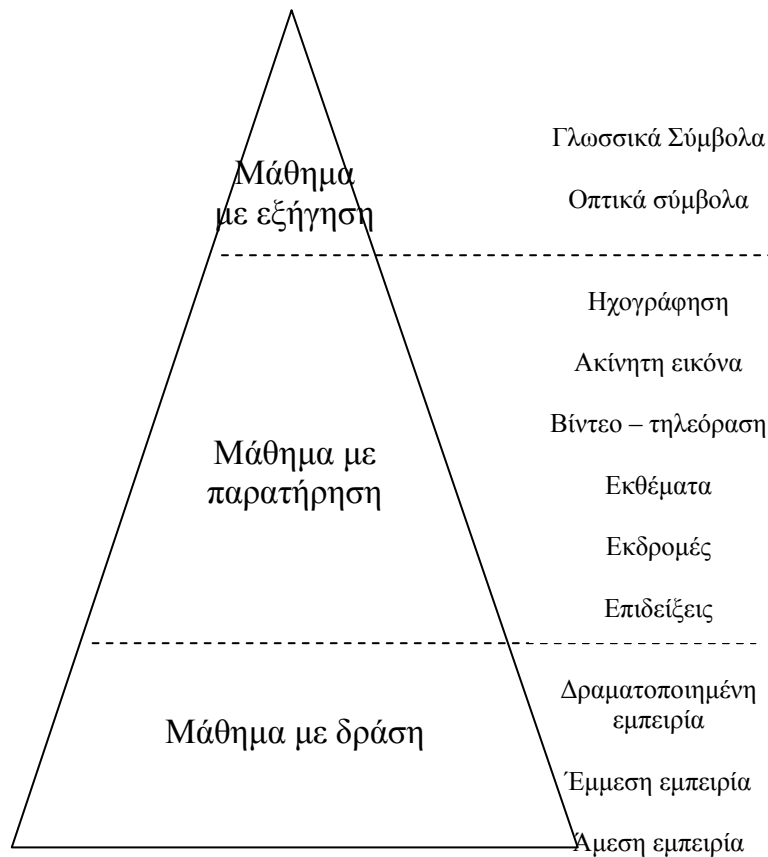 Γλωσσικά Σύμβολα
Μάθημα
με εξήγηση
Οπτικά σύμβολα
Ηχογράφηση
Ακίνητη εικόνα
Βίντεο – τηλεόραση
Μάθημα με
παρατήρηση
Εκθέματα
Εκδρομές
Επιδείξεις
Δραματοποιημένη
εμπειρία
Μάθημα με δράση
Έμμεση εμπειρία
Άμεση εμπειρία